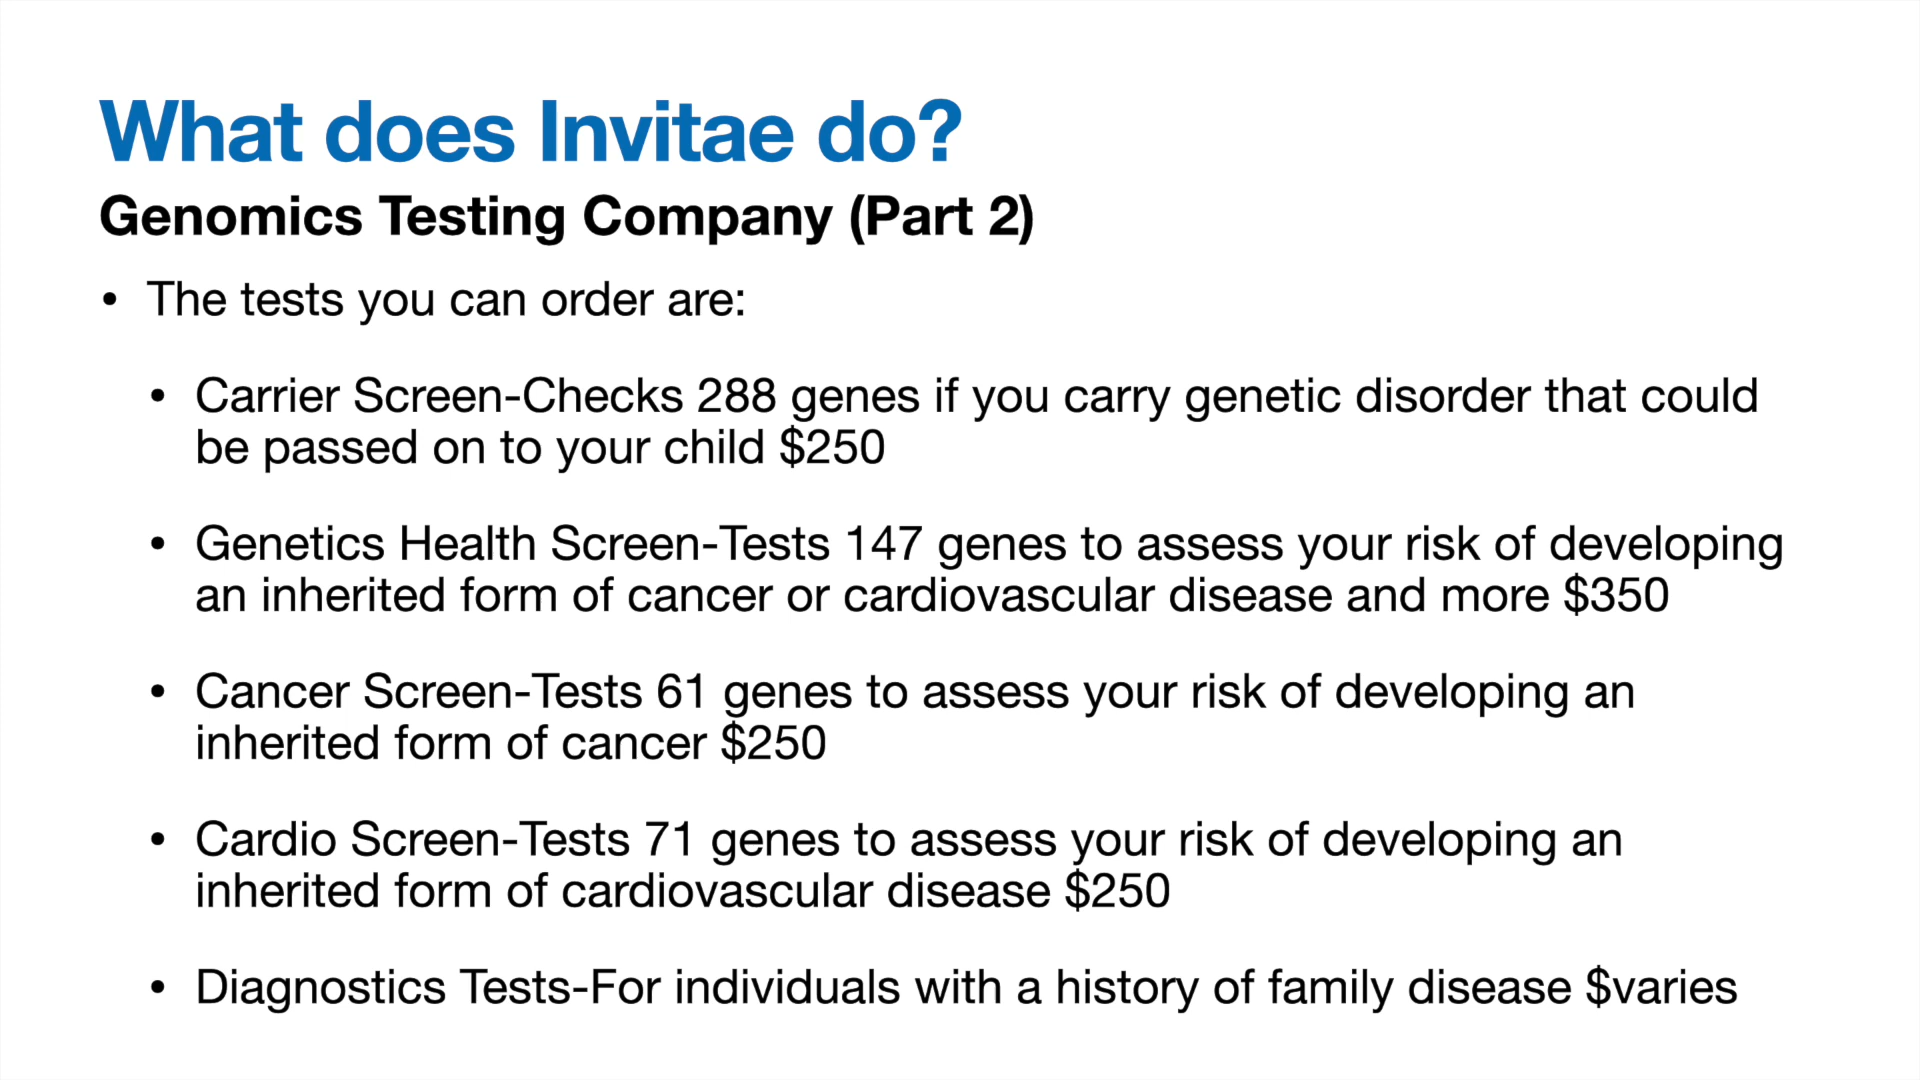 What does Invitae do?
Genomics Testing Company (Part 2)
• The tests you can order are:
• Carrier Screen-Checks 288 genes if you carry genetic disorder that could
be passed on to your child $250
• Genetics Health Screen-Tests 147 genes to assess your risk of developing
an inherited form of cancer or cardiovascular disease and more $350
• Cancer Screen-Tests 61 genes to assess your risk of developing an
inherited form of cancer $250
• Cardio Screen-Tests 71 genes to assess your risk of developing an
inherited form of cardiovascular disease $250
• Diagnostics Tests-For individuals with a history of family disease $varies